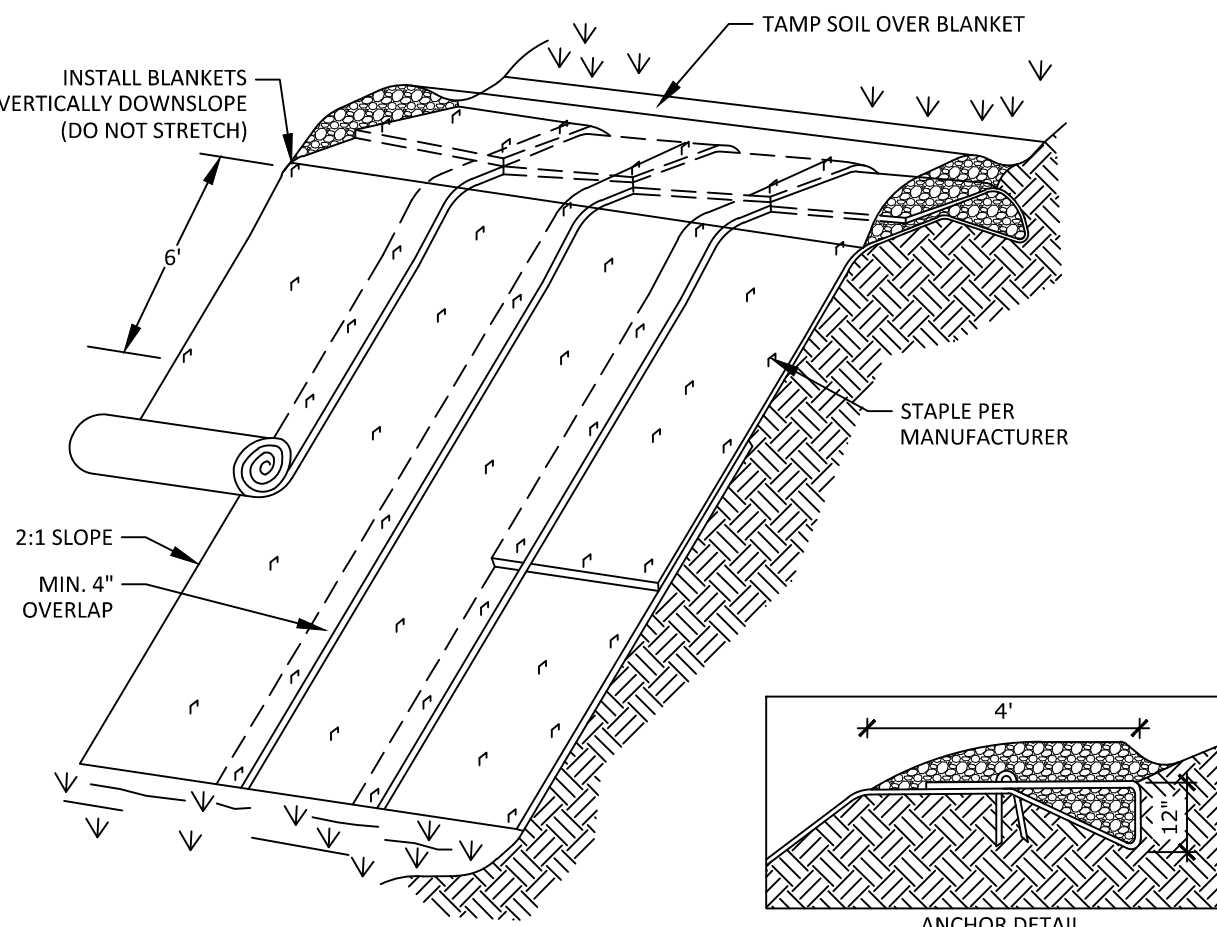 TAMP SOIL OVER BLANKET
INSTALL BLANKETS
VERTICALLY DOWNSLOPE
(DO NOT STRETCH)
6'
STAPLE PER
MANUFACTURER
2:1 SLOPE
MIN. 4"
OVERLAP
4'
12"
ANCHOR DETAIL